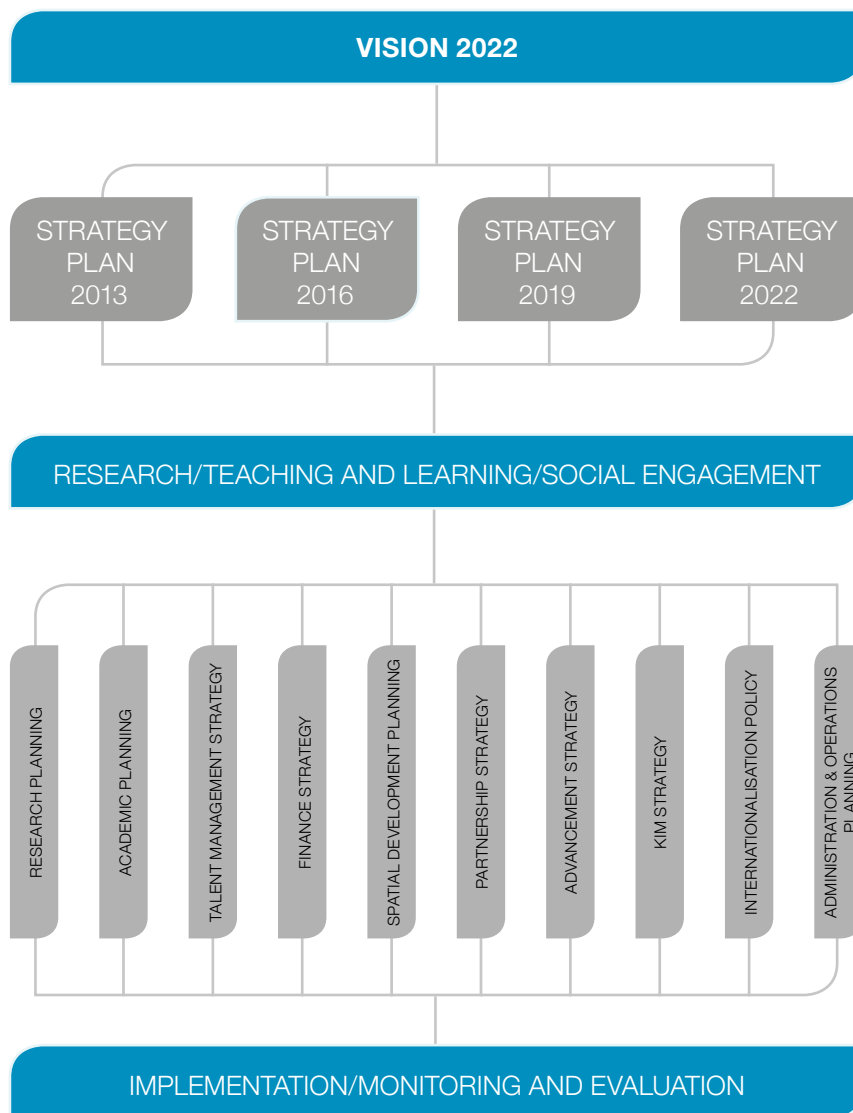 VISION 2022
STRATEGY
PLAN
2013
STRATEGY
PLAN
2016
STRATEGY
PLAN
2019
STRATEGY
PLAN
2022
RESEARCH/TEACHING AND LEARNING/SOCIAL ENGAGEMENT
RESEARCH PLANNING
ACADEMIC PLANNING
TALENT MANAGEMENT STRATEGY
FINANCE STRATEGY
SPATIAL DEVELOPMENT PLANNING
PARTNERSHIP STRATEGY
ADVANCEMENT STRATEGY
KIM STRATEGY
INTERNATIONALISATION POLICY
ADMINISTRATION & OPERATIONS
PLANNING
IMPLEMENTATION/MONITORING AND EVALUATION